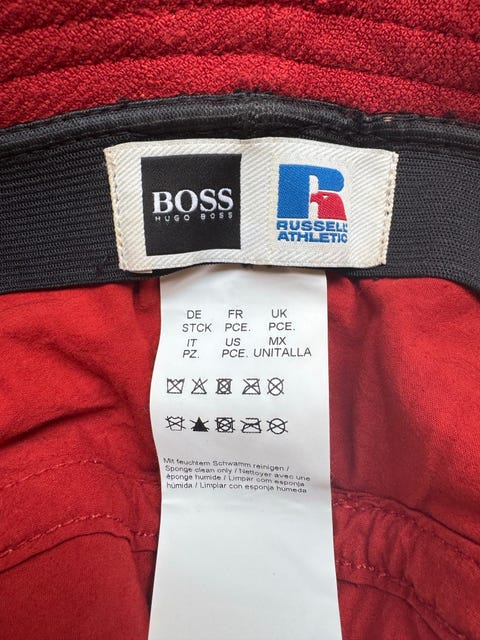 BOSS
HUGO BOSS
RUSSELL
ATHLETIC
DE FR UK
STCK PCE. PCE.
IT US MX
PZ. PCE. UNITALLA
Mit feuchtem Schwamm reinigen /
Sponge clean only / Nettoyer avec une
éponge humide / Limpar com esponja
húmida / Limpiar con esponja humeda